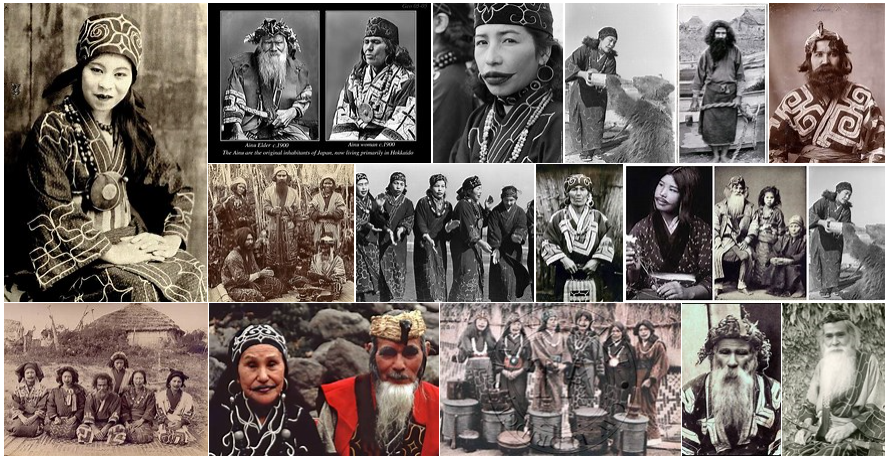 Ainu Elder c.1900
Ainu woman c.1900
The Ainu are the original inhabitants of Japan, now living primarily in Hokkaido